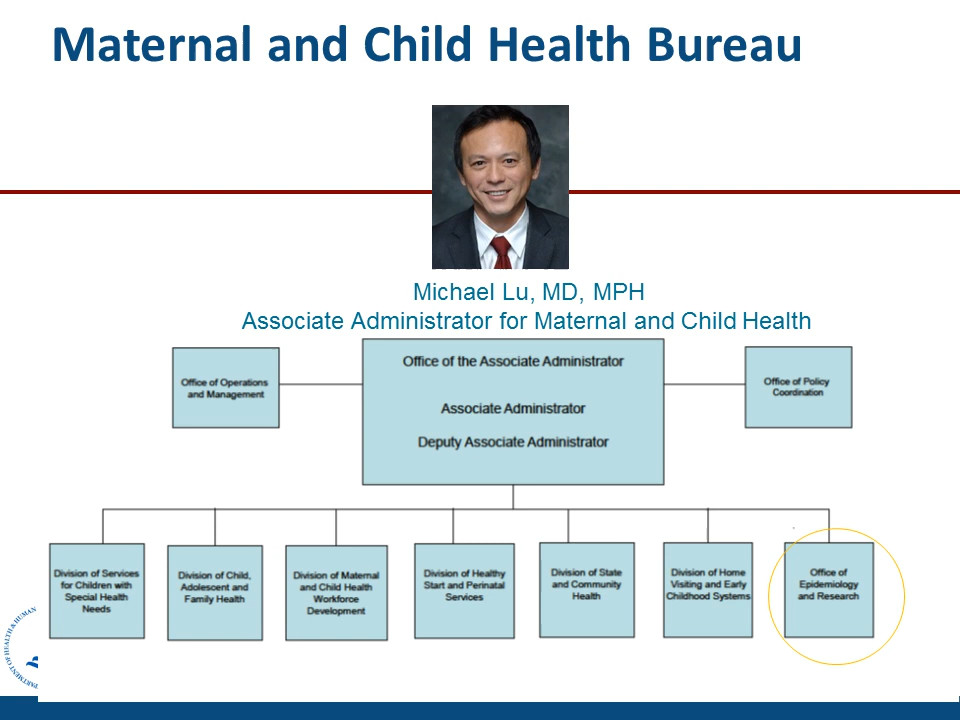 Maternal and Child Health Bureau
Michael Lu, MD, MPH
Associate Administrator for Maternal and Child Health
Office of Operations
and Management
Office of the Associate Administrator
Associate Administrator
Deputy Associate Administrator
Office of Policy
Coordination
Division of Services
for Children with
Special Health
Needs
Division of Child,
Adolescent and
Family Health
Division of Maternal
and Child Health
Workforce
Development
Division of Healthy
Start and Perinatal
Services
Division of State
and Community
Health
Division of Home
Visiting and Early
Childhood Systems
Office of
Epidemiology
and Research
PARTMENT OF HEALTH & HUMAN